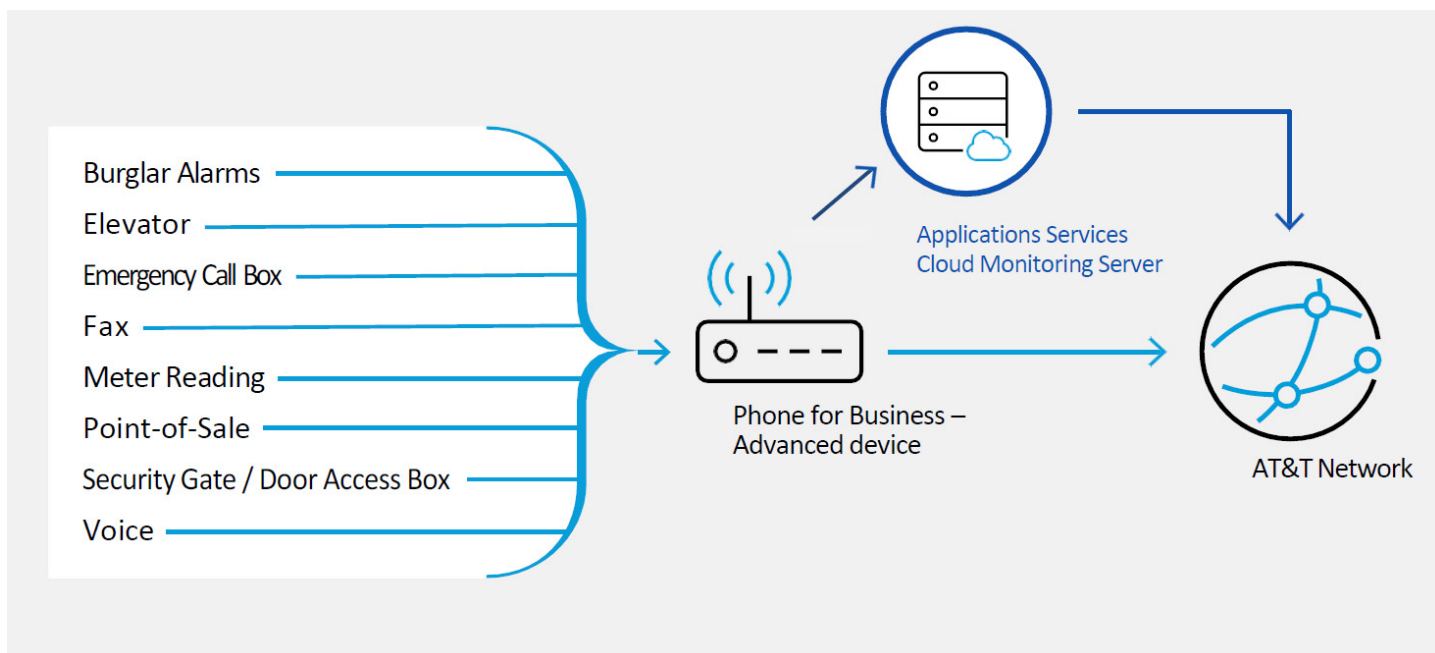 Burglar Alarms
Elevator
Emergency Call Box
Fax
Meter Reading
Point-of-Sale
Security Gate / Door Access Box
Voice
Phone for Business –
Advanced device
Applications Services
Cloud Monitoring Server
AT&T Network